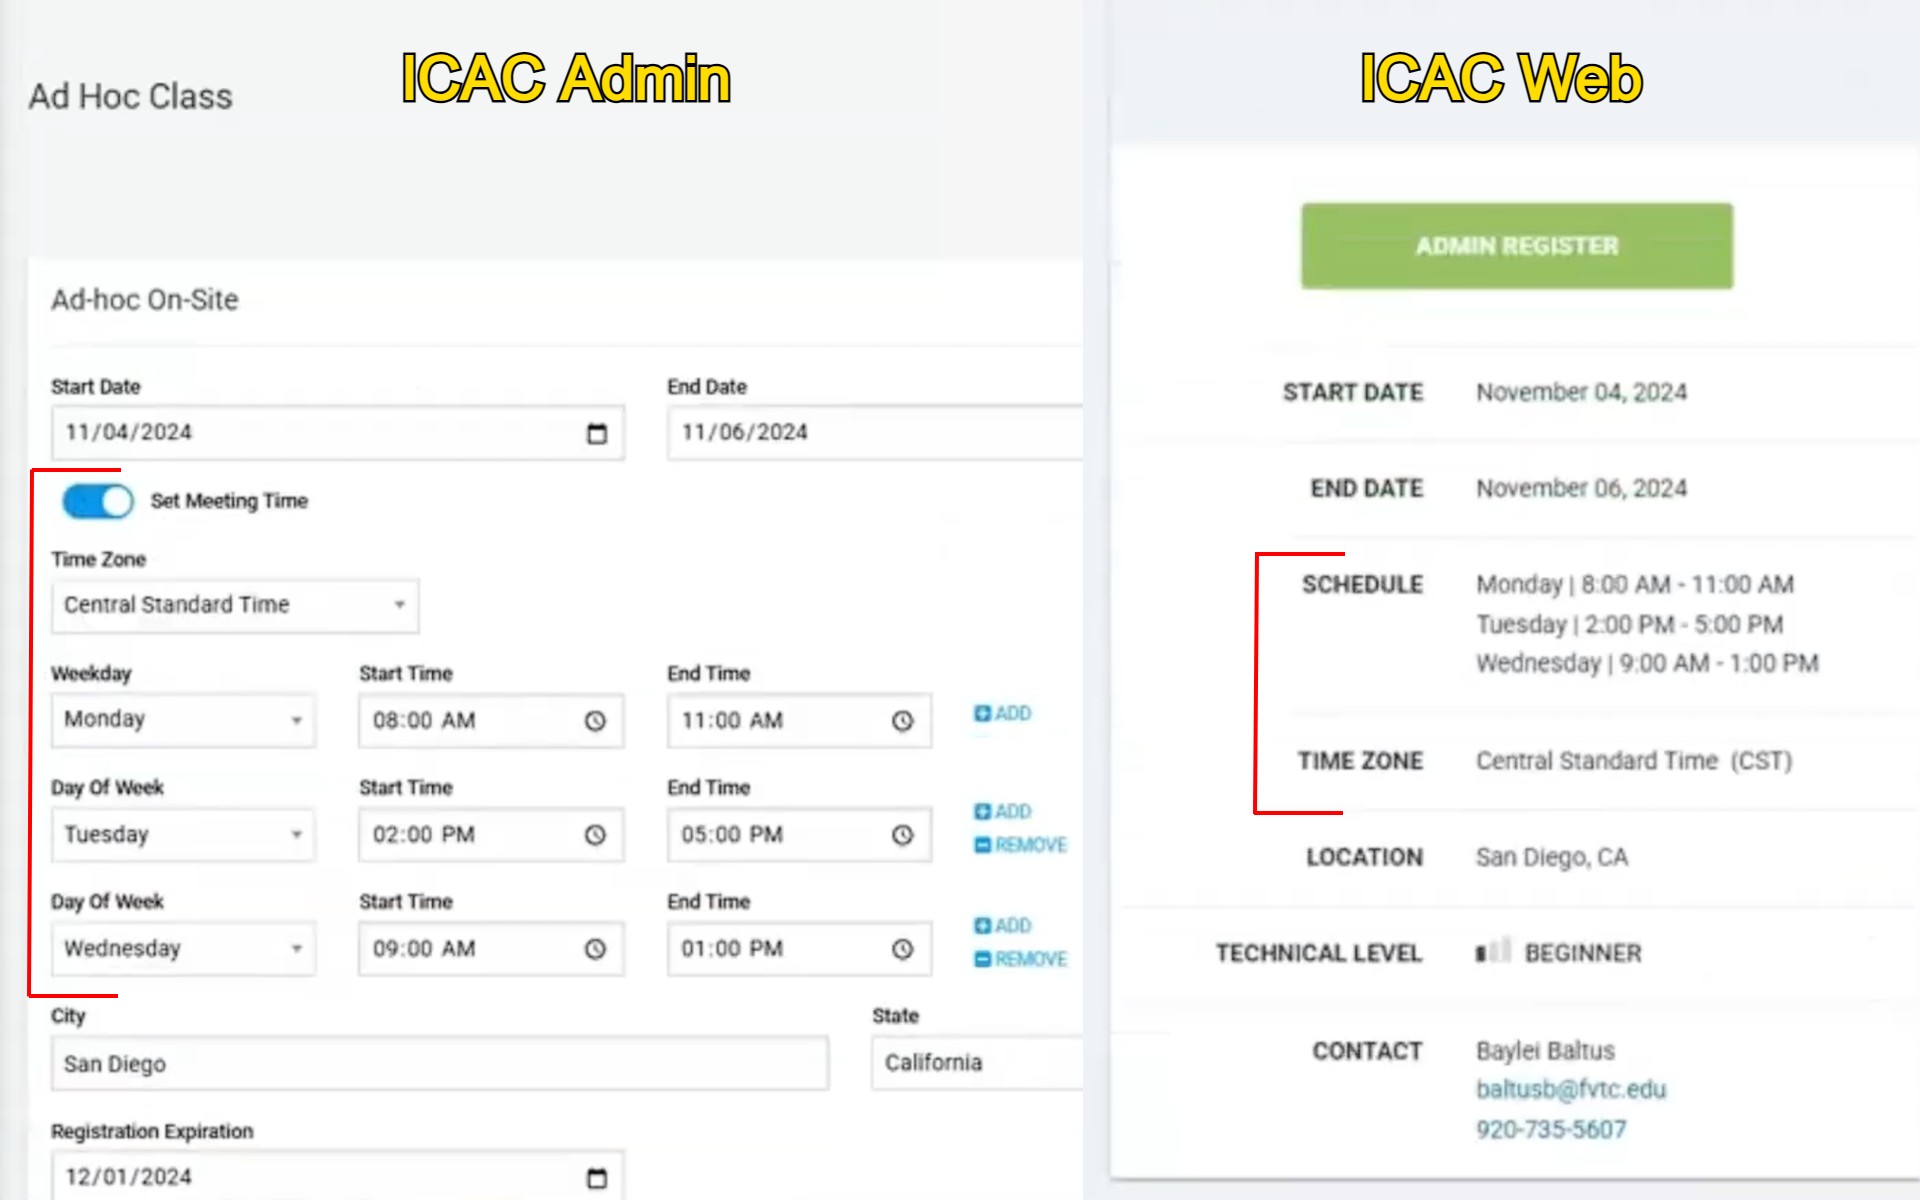 ICAC Admin
Ad Hoc Class
Ad-hoc On-Site
Start Date
End Date
11/04/2024
11/06/2024
Set Meeting Time
Time Zone
Central Standard Time
Weekday
Start Time
End Time
Monday
08:00 AM
11:00 AM
ADD
Day Of Week
Start Time
End Time
Tuesday
02:00 PM
05:00 PM
ADD
REMOVE
Day Of Week
Start Time
End Time
Wednesday
09:00 AM
01:00 PM
ADD
REMOVE
City
State
San Diego
California
Registration Expiration
12/01/2024
ICAC Web
ADMIN REGISTER
START DATE November 04, 2024
END DATE November 06, 2024
SCHEDULE Monday | 8:00 AM - 11:00 AM
Tuesday | 2:00 PM - 5:00 PM
Wednesday | 9:00 AM - 1:00 PM
TIME ZONE Central Standard Time (CST)
LOCATION San Diego, CA
TECHNICAL LEVEL BEGINNER
CONTACT Baylei Baltus
baltusb@fvtc.edu
920-735-5607